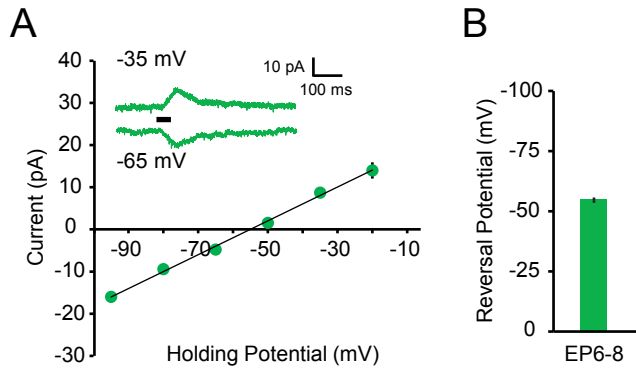 A
B
-35 mV
10 pA
100 ms
-65 mV
40
30
20
10
0
-10
-20
-30
Current (pA)
-90 -70 -50 -30 -10
Holding Potential (mV)
-100
-75
-50
-25
0
Reversal Potential (mV)
EP6-8